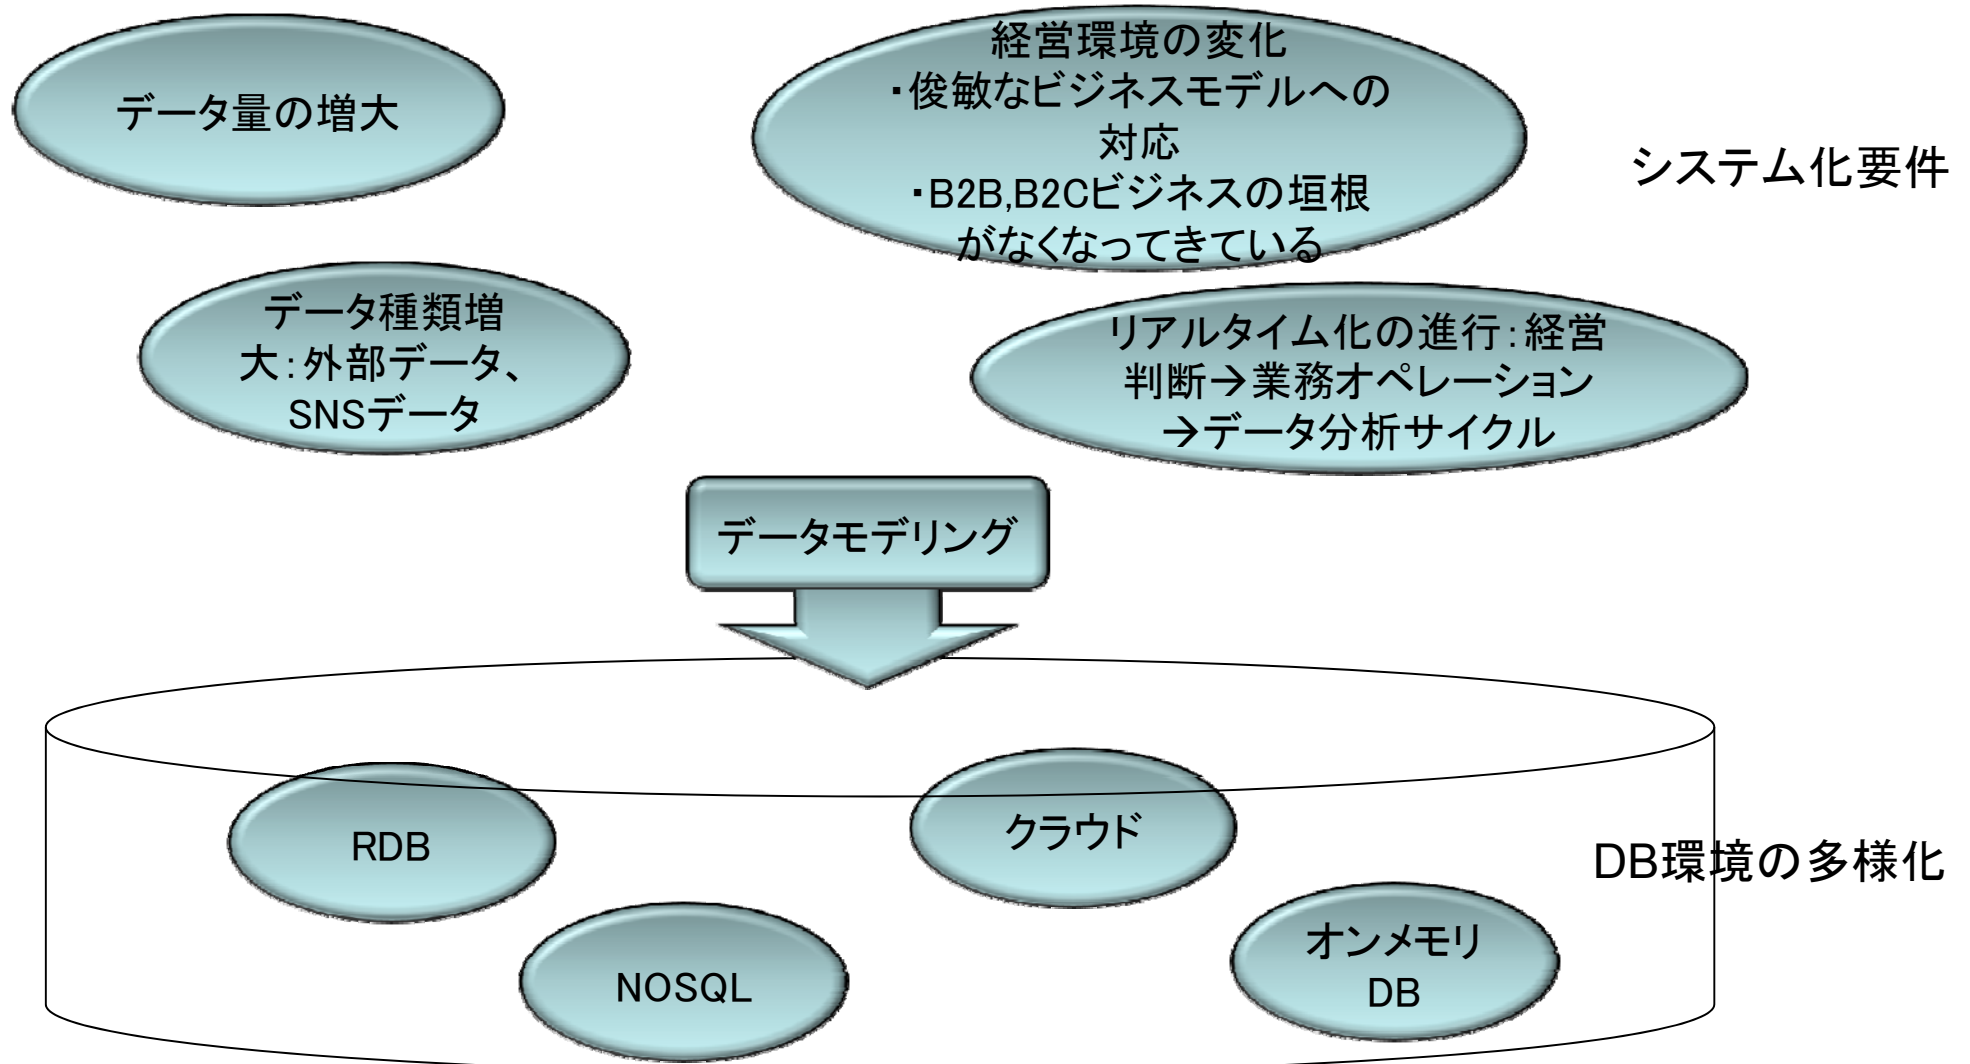 データ量の増大
経営環境の変化
・俊敏なビジネスモデルへの
対応
・B2B,B2Cビジネスの垣根
がなくなってきている
システム化要件
データ種類増
大：外部データ、
SNSデータ
リアルタイム化の進行：経営
判断→業務オペレーション
→データ分析サイクル
データモデリング
RDB
クラウド
DB環境の多様化
NOSQL
オンメモリ
DB